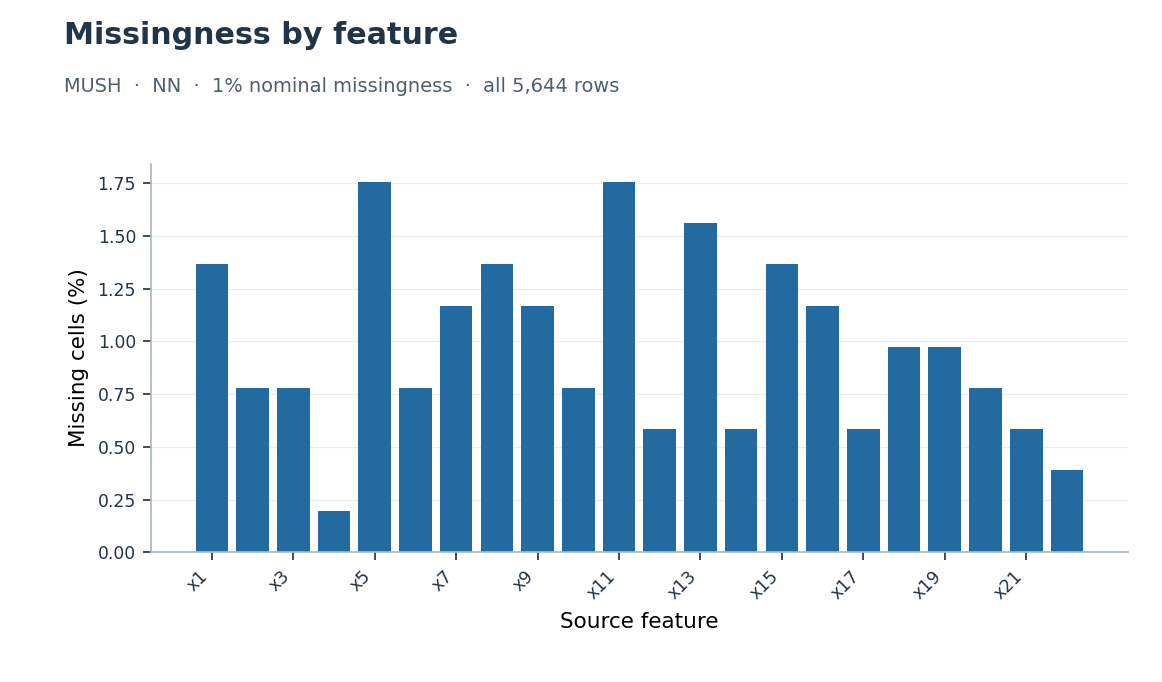 Missingness by feature
MUSH · NN · 1% nominal missingness · all 5,644 rows
Missing cells (%)
1.75
1.50
1.25
1.00
0.75
0.50
0.25
0.00
x1 x3 x5 x7 x9 x11 x13 x15 x17 x19 x21
Source feature